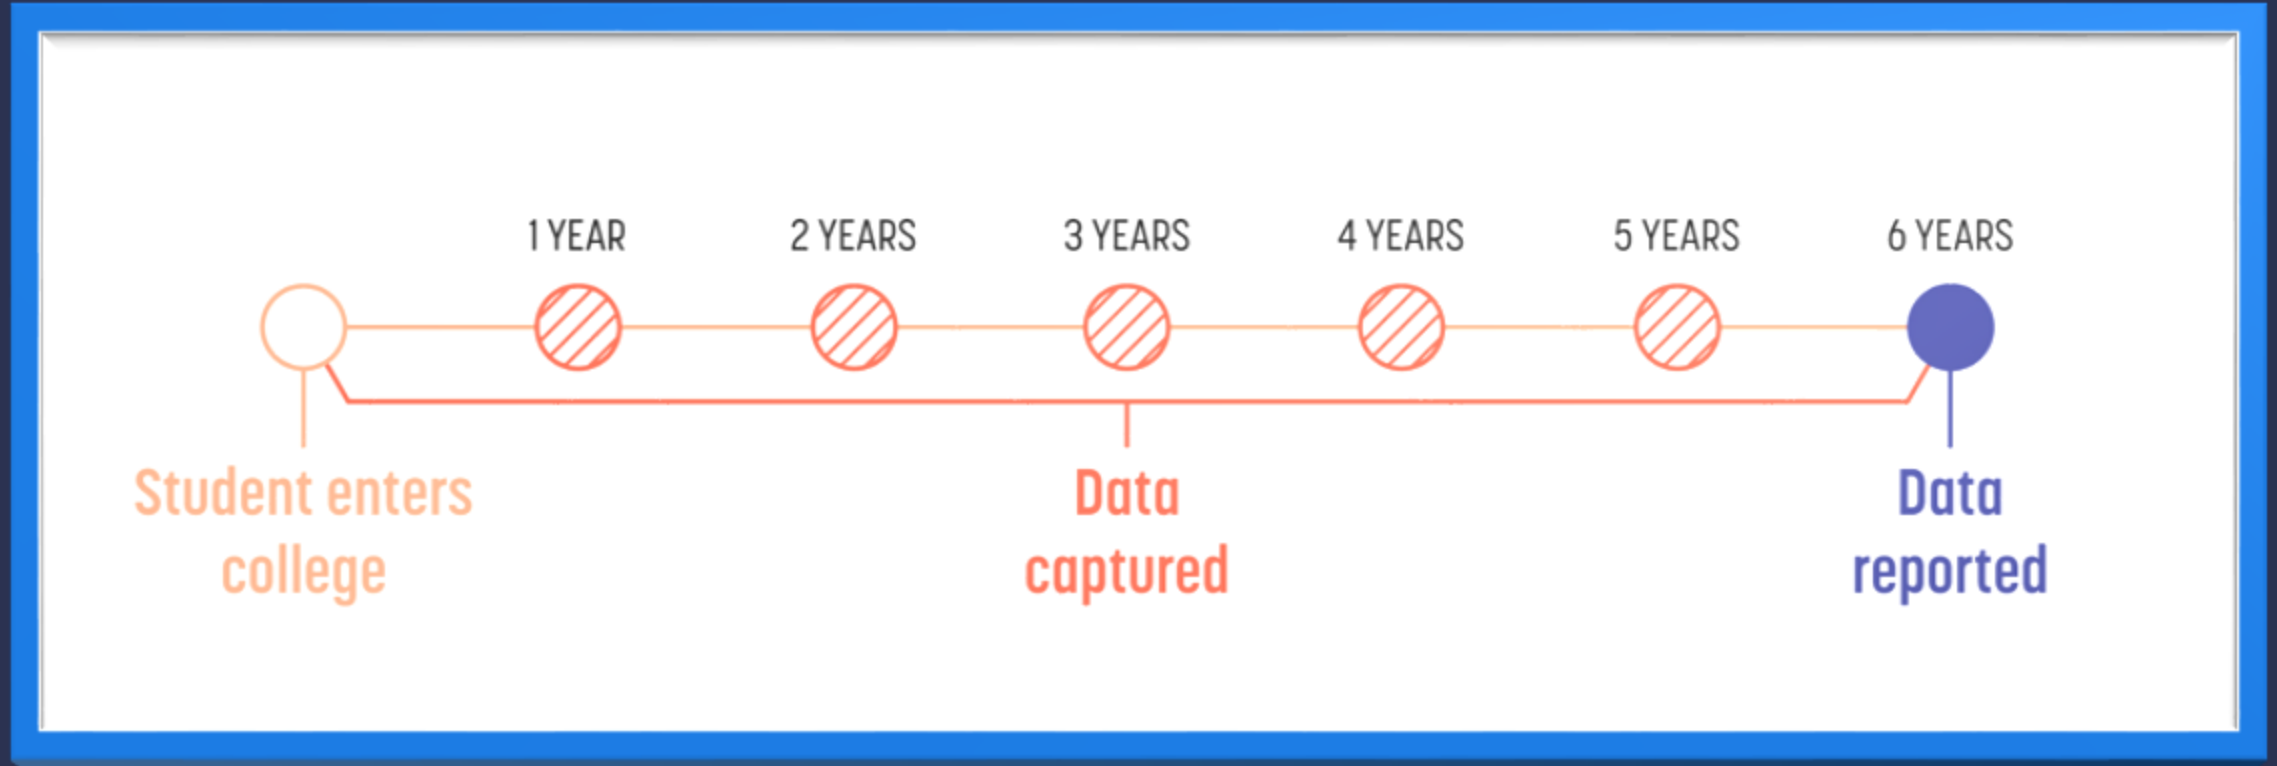 1 YEAR
2 YEARS
3 YEARS
4 YEARS
5 YEARS
6 YEARS
Student enters
college
Data
captured
Data
reported